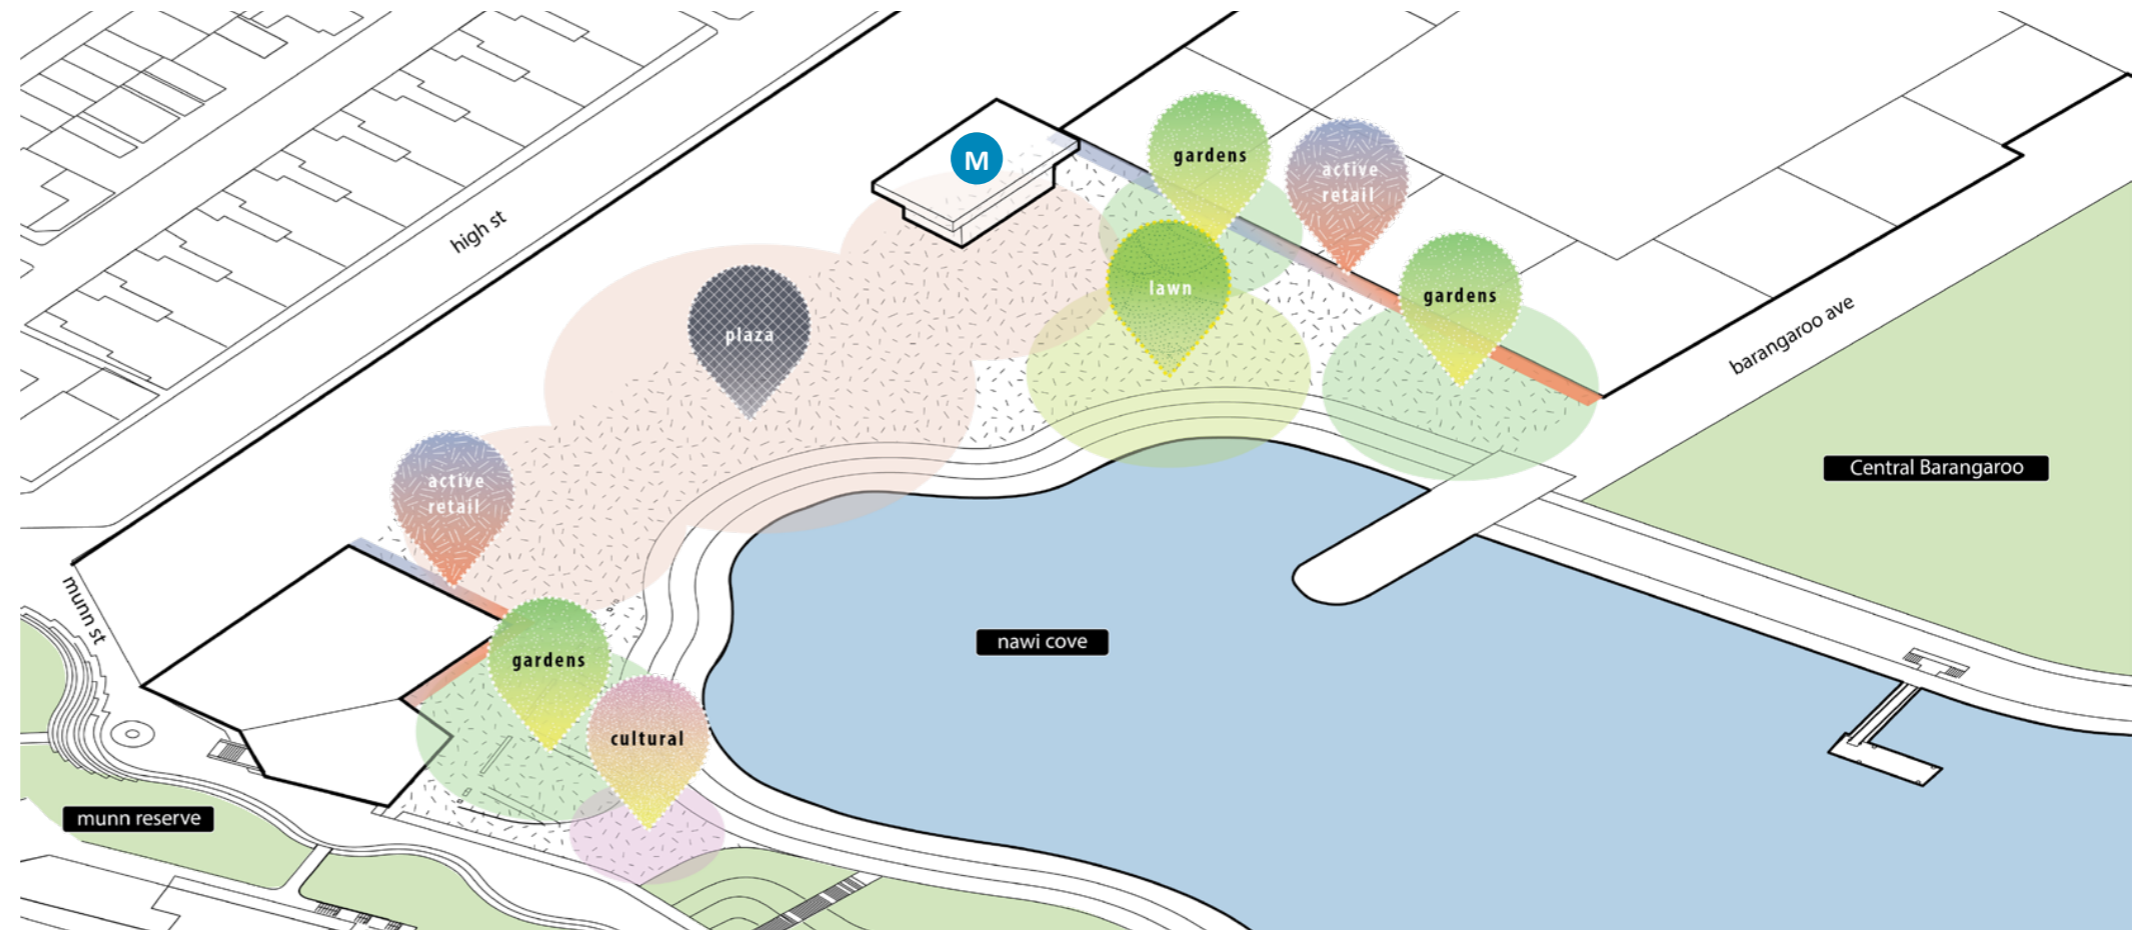 M
gardens
active
retail
high st
lawn
gardens
plaza
barangaroo ave
Central Barangaroo
active
retail
munn st
nawi cove
gardens
cultural
munn reserve